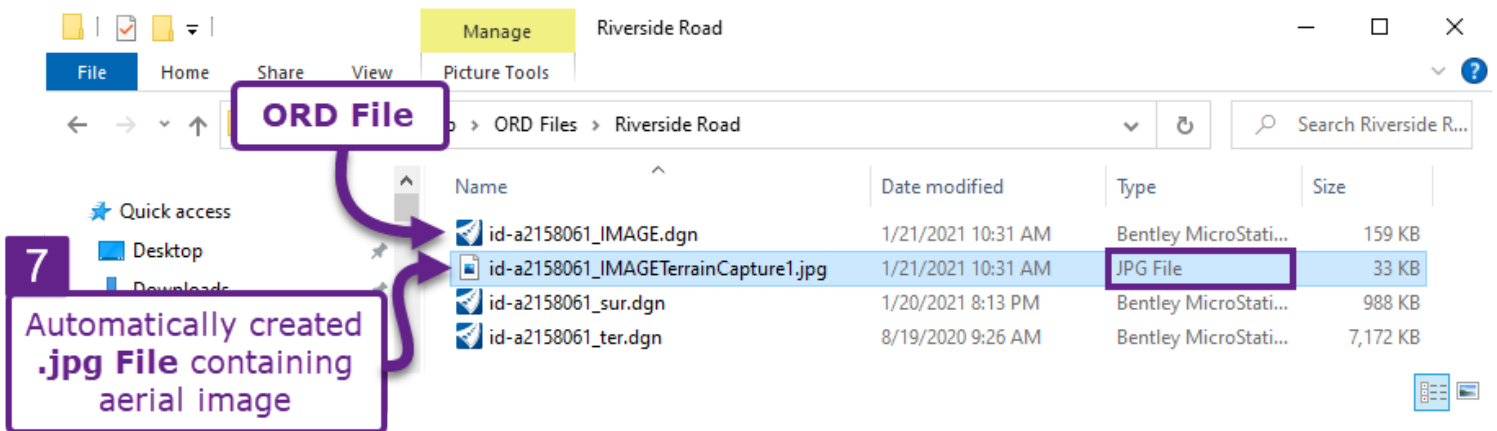 Manage
Riverside Road
File
Home
Share
View
Picture Tools
ORD File
ORD Files > Riverside Road
Search Riverside R...
Name
Date modified
Type
Size
Quick access
id-a2158061_IMAGE.dgn 1/21/2021 10:31 AM Bentley MicroStati... 159 KB
Desktop
7
id-a2158061_IMAGETerrainCapture1.jpg 1/21/2021 10:31 AM JPG File 33 KB
Downloads
id-a2158061_sur.dgn 1/20/2021 8:13 PM Bentley MicroStati... 988 KB
id-a2158061_ter.dgn 8/19/2020 9:26 AM Bentley MicroStati... 7,172 KB
Automatically created
.jpg File containing
aerial image